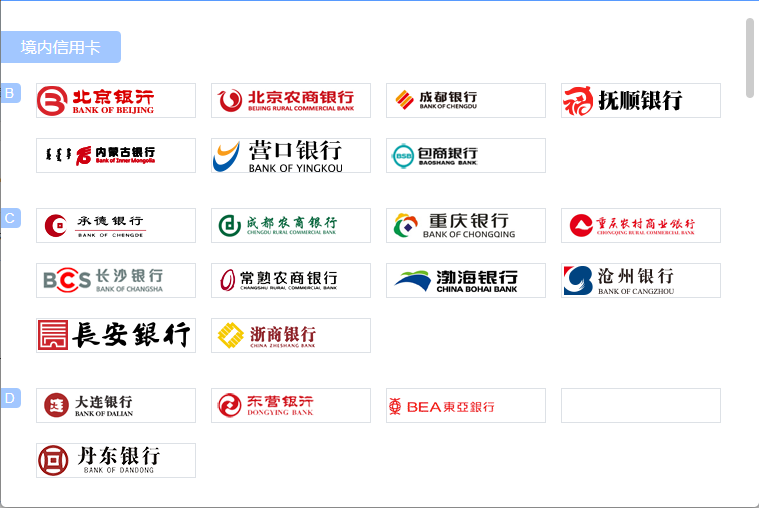 境内信用卡
B
北京银行
BANK OF BEIJING
北京农商银行
BEIJING RURAL COMMERCIAL BANK
成都银行
BANK OF CHENGDU
抚顺银行
内蒙古银行
Bank of Inner Mongolia
营口银行
BANK OF YINGKOU
BSB
包商銀行
BAOSHANG BANK
C
承德银行
BANK OF CHENGDE
成都农商银行
CHENGDU RURAL COMMERCIAL BANK
重庆银行
BANK OF CHONGQING
重庆农村商业银行
CHONGQING RURAL COMMERCIAL BANK
BCS
长沙银行
BANK OF CHANGSHA
常熟农商银行
CHANGSHU RURAL COMMERCIAL BANK
渤海银行
CHINA BOHAI BANK
沧州银行
BANK OF CANGZHOU
長安銀行
浙商银行
CHINA ZHESHANG BANK
D
大连银行
BANK OF DALIAN
东营银行
DONGYING BANK
BEA東亞銀行
丹东银行
BANK OF DANDONG